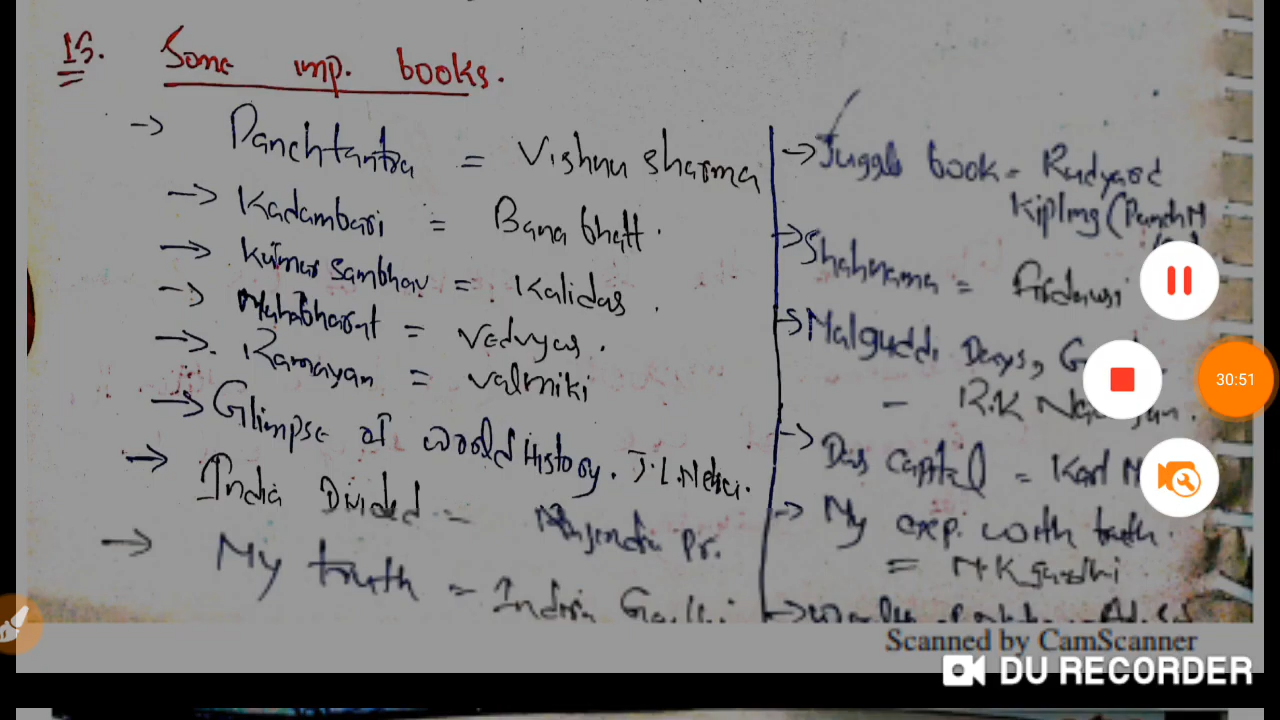 15. Some imp. books.
→ Panchtantra = Vishnu Sharma
→ Kadambari = Bana bhatt.
→ Kumar Sambhav = Kalidas.
→ Mahabharat = Vedvyas.
→ Ramayan = Valmiki
→ Glimpse of world History. J.L. Nehru.
→ India Divided = Rajendra Pr.
→ My truth = Indira
→ Juggle book = Rudyard
Kipling (Panch
→ Shahnama = Firdausi
→ Malguddi Days,
- R.K
→ Das Capital = Karl
→ My exp. with truth.
= M.K gandhi
30:51
Scanned by CamScanner
DU RECORDER